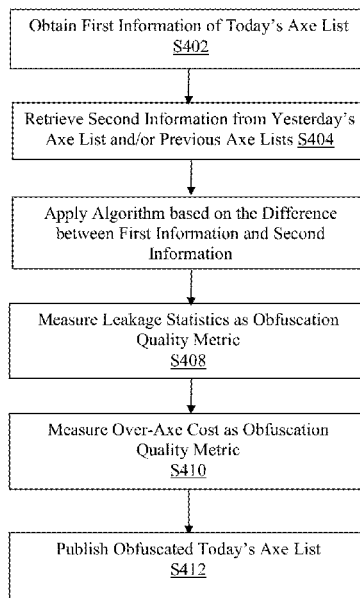 Obtain First Information of Today's Axe List
S402
Retrieve Second Information from Yesterday's
Axe List and/or Previous Axe Lists S404
Apply Algorithm based on the Difference
between First Information and Second
Information
Measure Leakage Statistics as Obfuscation
Quality Metric
S408
Measure Over-Axe Cost as Obfuscation
Quality Metric
S410
Publish Obfuscated Today's Axe List
S412